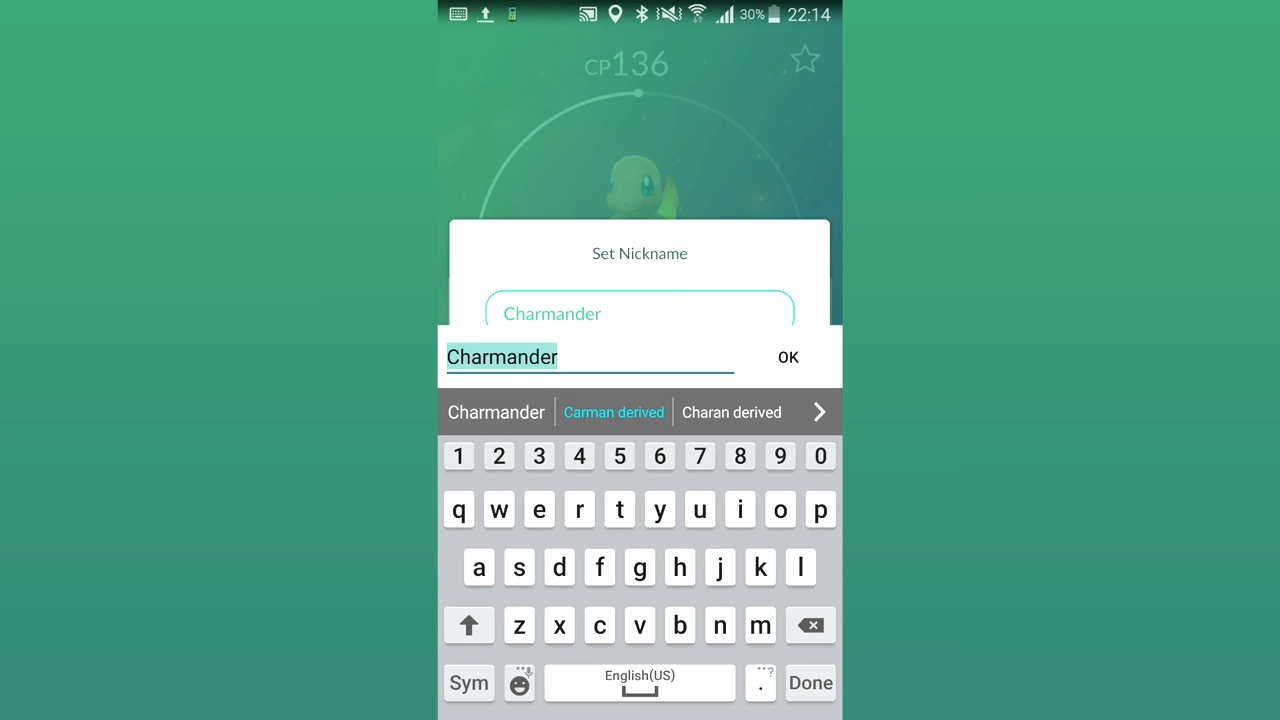 30% 22:14
CP136
Set Nickname
Charmander
Charmander OK
Charmander Carman derived Charan derived
1 2 3 4 5 6 7 8 9 0
q w e r t y u i o p
a s d f g h j k l
z x c v b n m
Sym English(US) . ...? Done